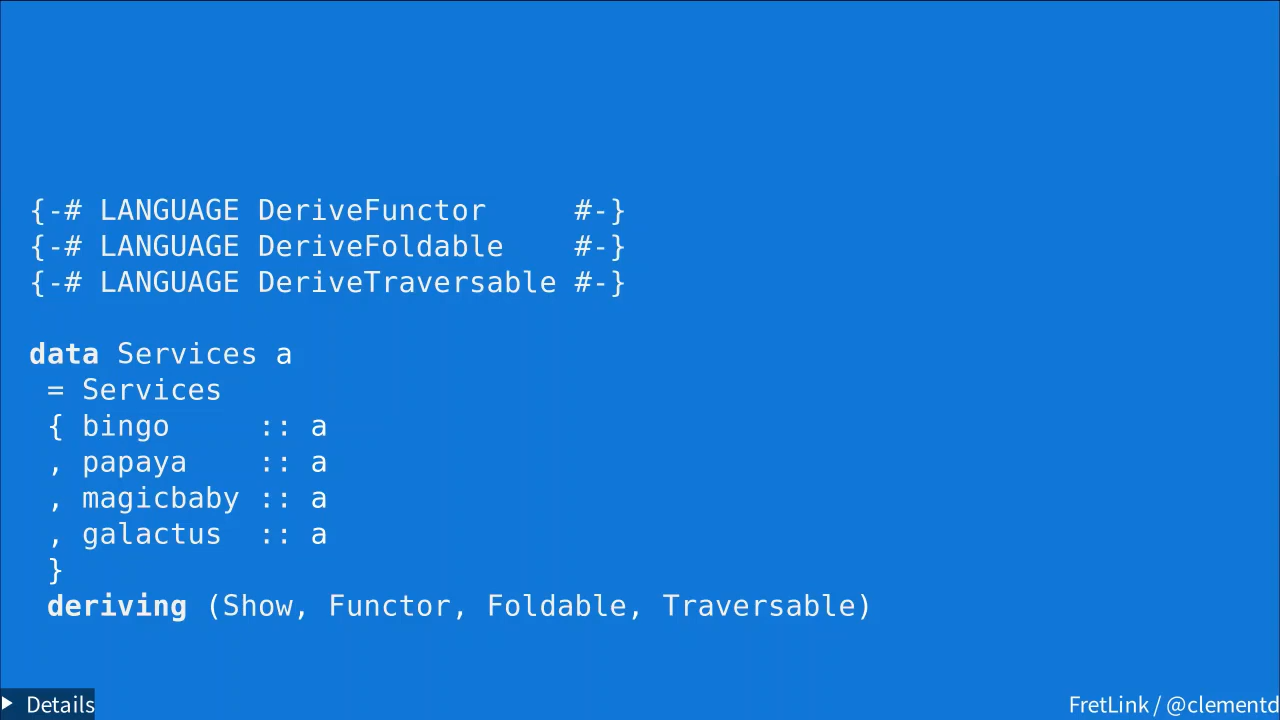 {-# LANGUAGE DeriveFunctor     #-}
{-# LANGUAGE DeriveFoldable    #-}
{-# LANGUAGE DeriveTraversable #-}
data Services a
 = Services
 { bingo     :: a
 , papaya    :: a
 , magicbaby :: a
 , galactus  :: a
 }
 deriving (Show, Functor, Foldable, Traversable)
Details
FretLink / @clementd